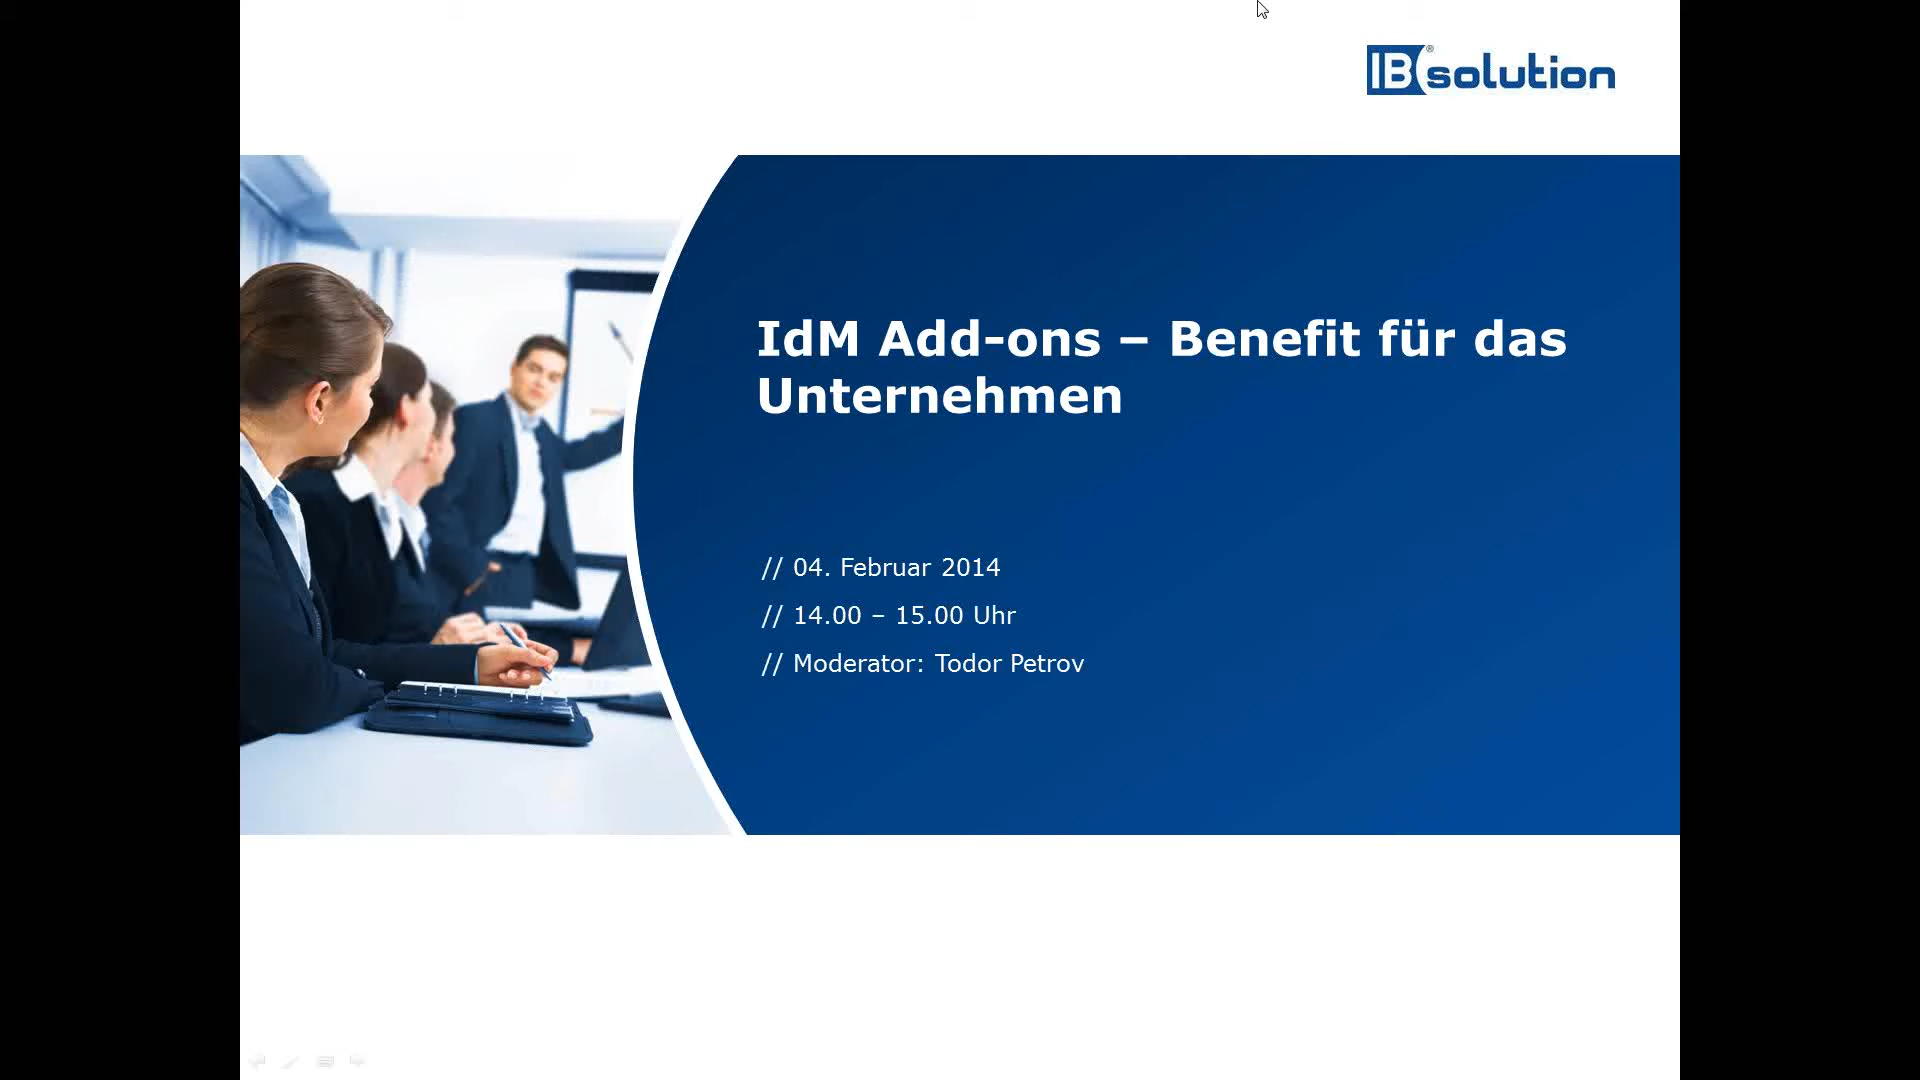 IBsolution®
IdM Add-ons – Benefit für das
Unternehmen
// 04. Februar 2014
// 14.00 – 15.00 Uhr
// Moderator: Todor Petrov